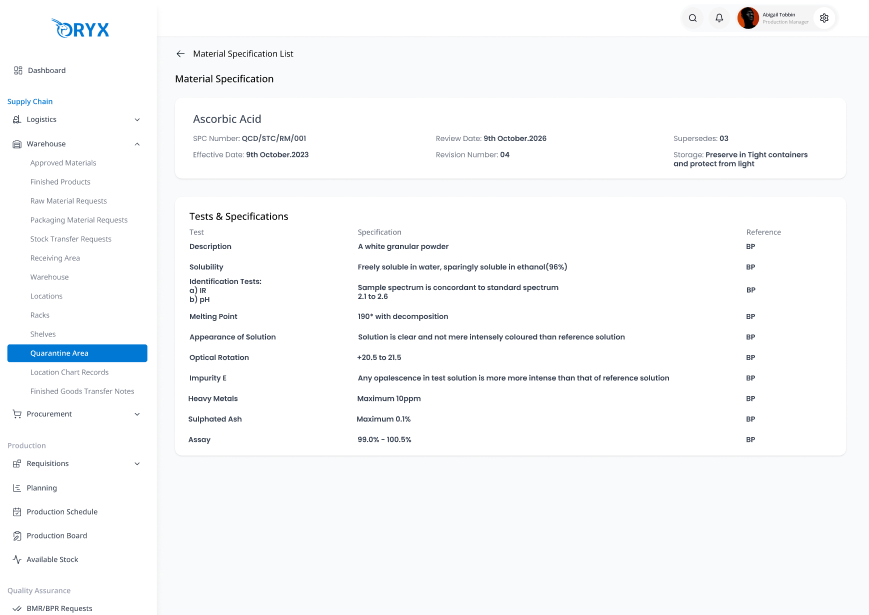 ORYX
Abigail Tobbin
Production Manager
Dashboard
Supply Chain
Logistics
Warehouse
Approved Materials
Finished Products
Raw Material Requests
Packaging Material Requests
Stock Transfer Requests
Receiving Area
Warehouse
Locations
Racks
Shelves
Quarantine Area
Location Chart Records
Finished Goods Transfer Notes
Procurement
Production
Requisitions
Planning
Production Schedule
Production Board
Available Stock
Quality Assurance
BMR/BPR Requests
Material Specification List
Material Specification
Ascorbic Acid
SPC Number: QCD/STC/RM/001 Review Date: 9th October.2026 Supersedes: 03
Effective Date: 9th October.2023 Revision Number: 04 Storage: Preserve in Tight containers
and protect from light
Tests & Specifications
Test Specification Reference
Description A white granular powder BP
Solubility Freely soluble in water, sparingly soluble in ethanol(96%) BP
Identification Tests:
a) IR Sample spectrum is concordant to standard spectrum BP
b) pH 2.1 to 2.6
Melting Point 190* with decomposition BP
Appearance of Solution Solution is clear and not mere intensely coloured than reference solution BP
Optical Rotation +20.5 to 21.5 BP
Impurity E Any opalescence in test solution is more more intense than that of reference solution BP
Heavy Metals Maximum 10ppm BP
Sulphated Ash Maximum 0.1% BP
Assay 99.0% - 100.5% BP